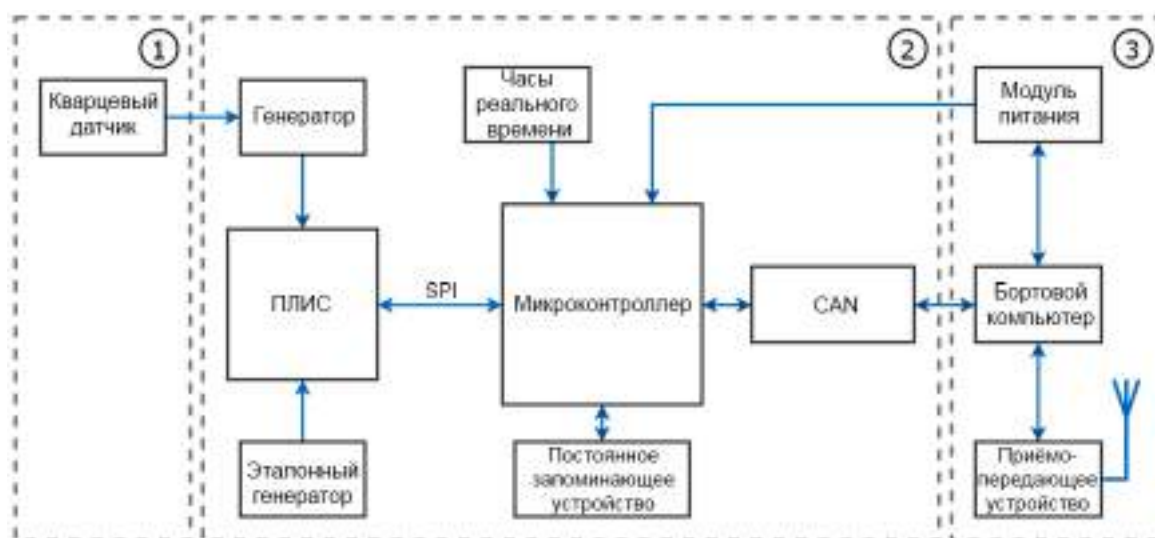 1
2
3
Кварцевый
датчик
Генератор
Часы
реального
времени
Модуль
питания
ПЛИС
SPI
Микроконтроллер
CAN
Бортовой
компьютер
Эталонный
генератор
Постоянное
запоминающее
устройство
Приёмо-
передающее
устройство